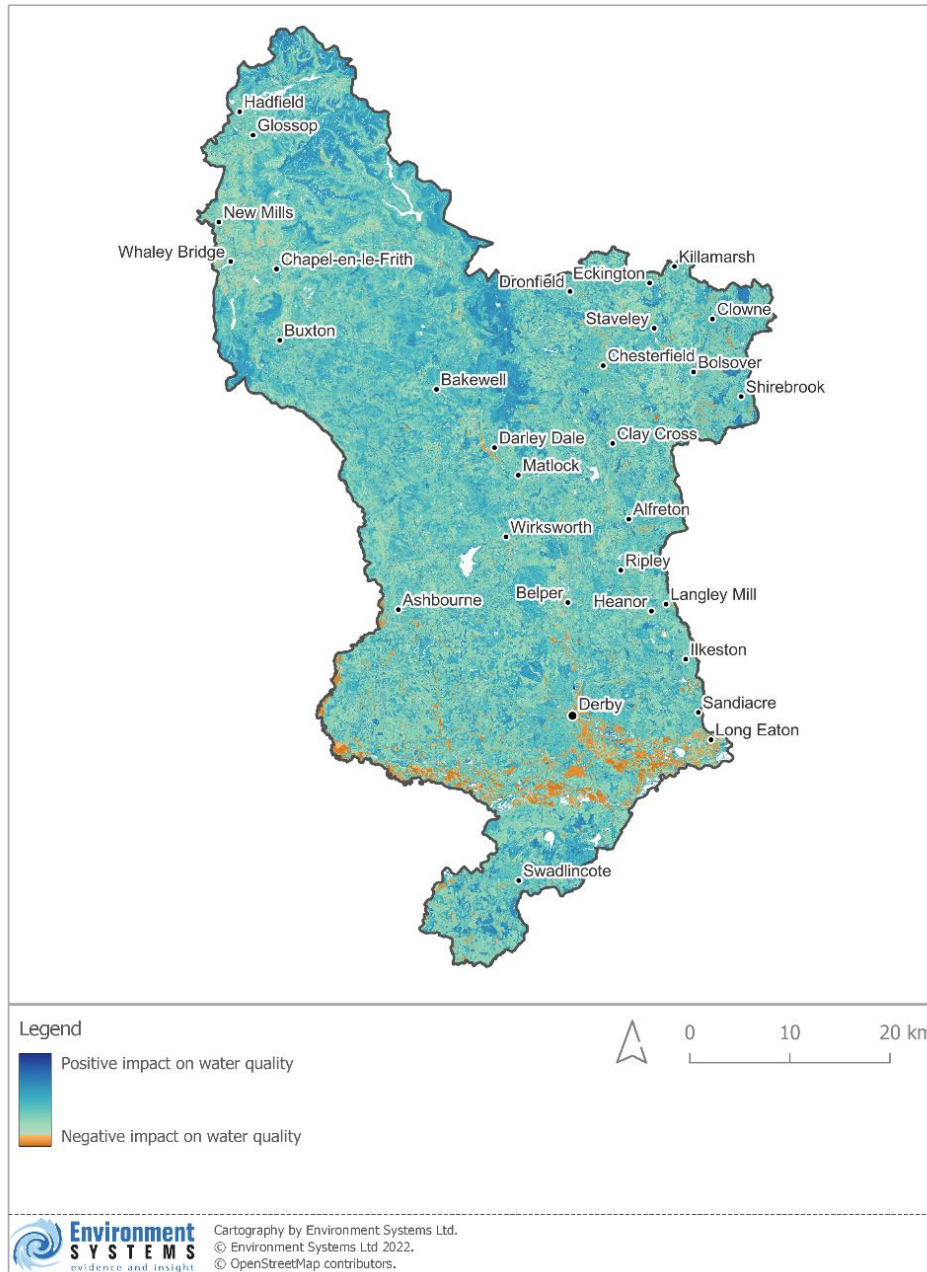 Hadfield
Glossop
New Mills
Whaley Bridge
Chapel-en-le-Frith
Killamarsh
Eckington
Dronfield
Clowne
Staveley
Buxton
Chesterfield
Bolsover
Bakewell
Shirebrook
Darley Dale
Clay Cross
Matlock
Alfreton
Wirksworth
Ripley
Ashbourne
Belper
Heanor
Langley Mill
Ilkeston
Derby
Sandiacre
Long Eaton
Swadlincote
Legend
Positive impact on water quality
Negative impact on water quality
0 10 20 km
Environment
SYSTEMS
evidence and insight
Cartography by Environment Systems Ltd.
© Environment Systems Ltd 2022.
© OpenStreetMap contributors.